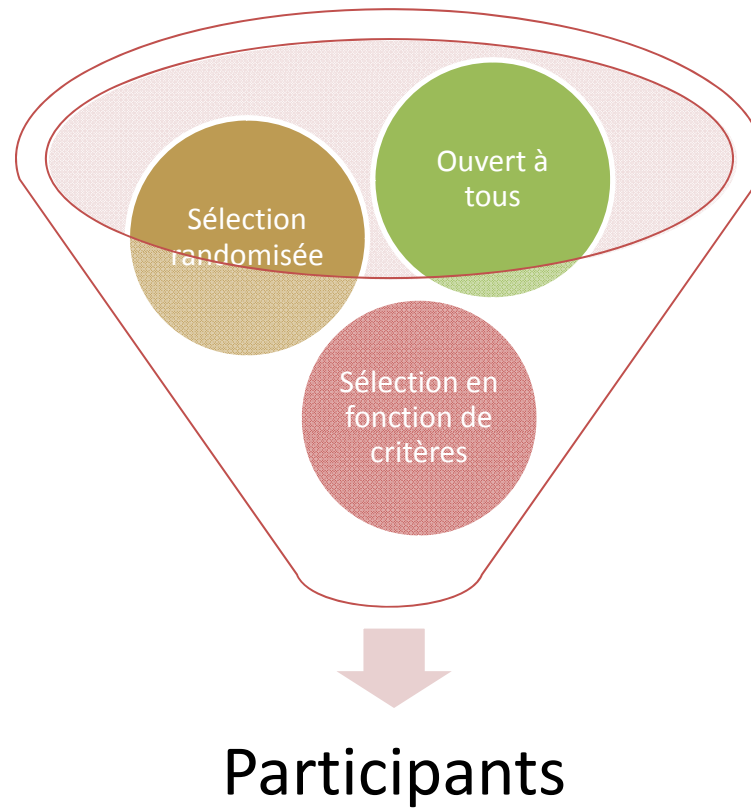 Ouvert à
tous
Sélection
randomisée
Sélection en
fonction de
critères
Participants